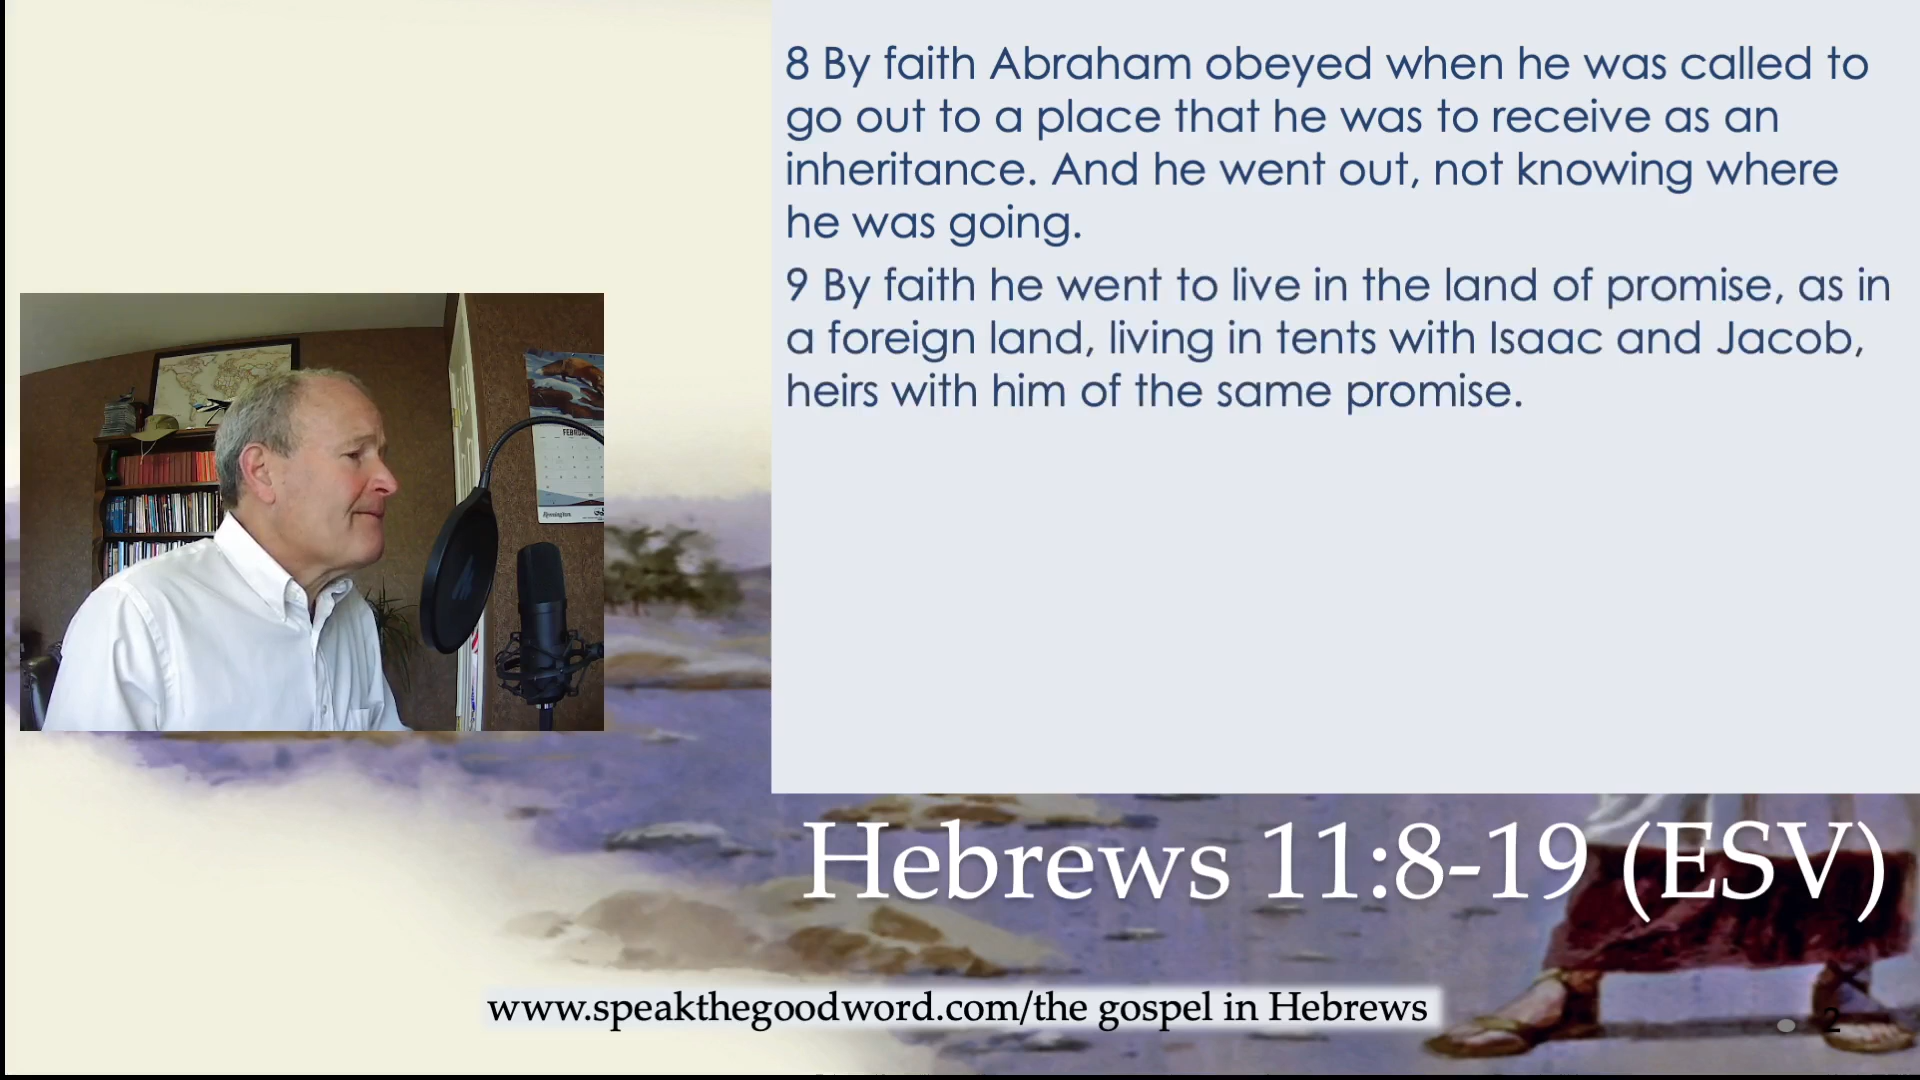 8 By faith Abraham obeyed when he was called to
go out to a place that he was to receive as an
inheritance. And he went out, not knowing where
he was going.
9 By faith he went to live in the land of promise, as in
a foreign land, living in tents with Isaac and Jacob,
heirs with him of the same promise.
Hebrews 11:8-19 (ESV)
www.speakthegoodword.com/the gospel in Hebrews
2